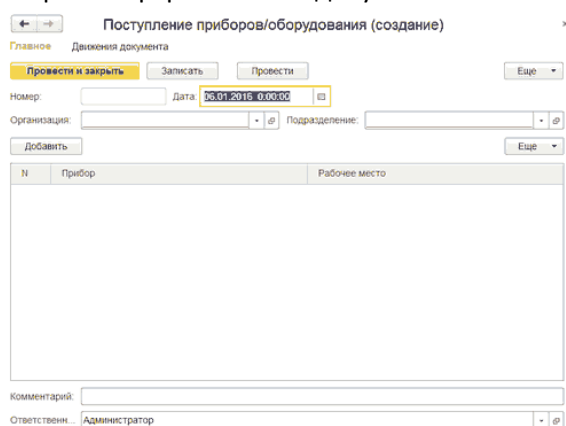 Поступление приборов/оборудования (создание)
Главное Движения документа
Провести и закрыть Записать Провести Еще
Номер: Дата: 06.01.2016 0:00:00
Организация: Подразделение:
Добавить Еще
N Прибор Рабочее место
Комментарий:
Ответственн... Администратор